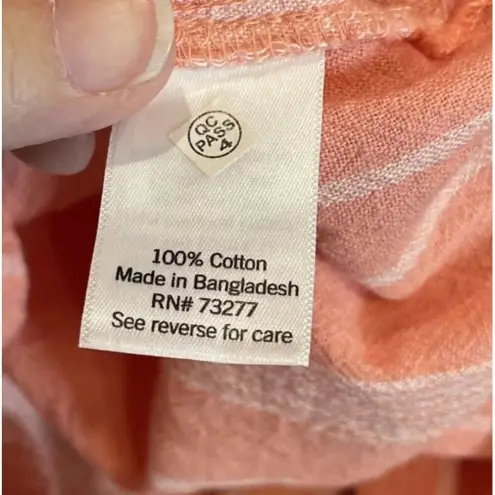 QC
PASS
4
100% Cotton
Made in Bangladesh
RN# 73277
See reverse for care